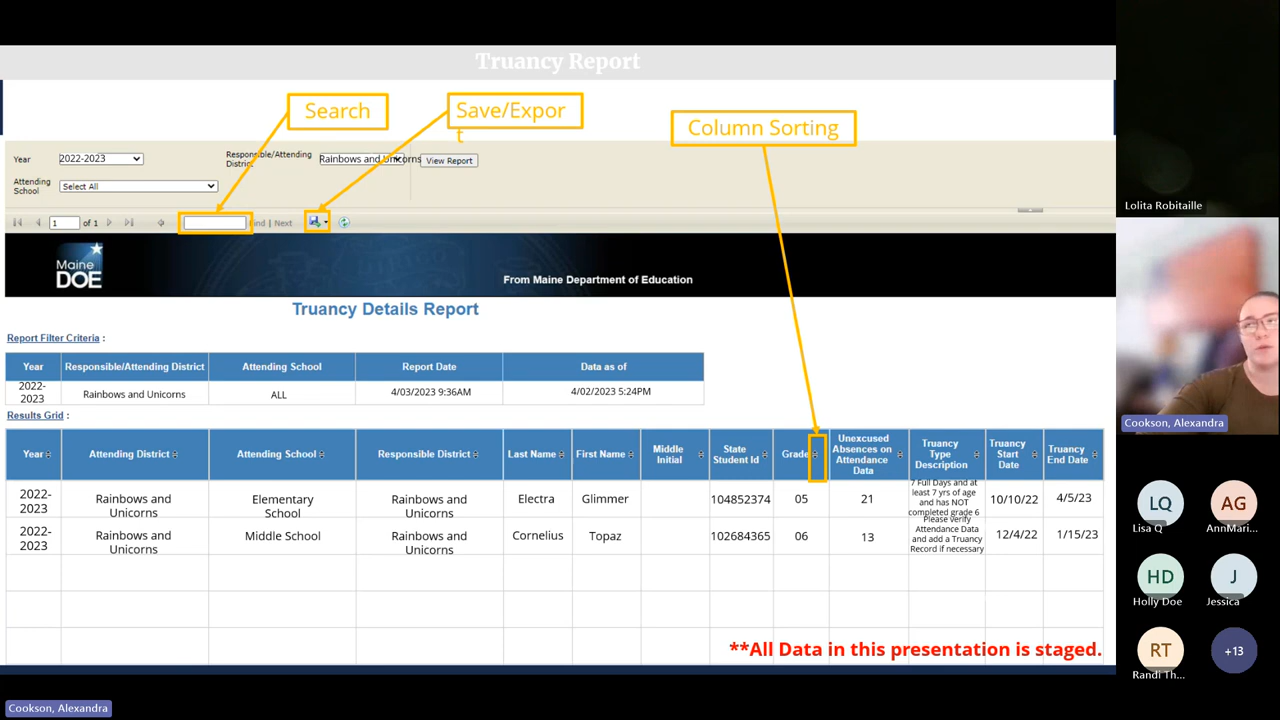 Truancy Report
Search
Save/Expor
t
Column Sorting
Year
2022-2023
Responsible/Attending
District
Rainbows and Unicorns
View Report
Attending
School
Select All
1
of 1
Find | Next
Maine
DOE
From Maine Department of Education
Truancy Details Report
Report Filter Criteria :
Year Responsible/Attending District Attending School Report Date Data as of
2022-
2023
Rainbows and Unicorns ALL 4/03/2023 9:36AM 4/02/2023 5:24PM
Results Grid :
Year Attending District Attending School Responsible District Last Name First Name
Middle
Initial
State
Student Id
Grade
Unexcused
Absences on
Attendance
Data
Truancy
Type
Description
Truancy
Start
Date
Truancy
End Date
2022-
2023
Rainbows and
Unicorns
Elementary
School
Rainbows and
Unicorns
Electra Glimmer 104852374 05 21
7 Full Days and at
least 7 yrs of age
and has NOT
completed grade 6
10/10/22 4/5/23
2022-
2023
Rainbows and
Unicorns
Middle School
Rainbows and
Unicorns
Cornelius Topaz 102684365 06 13
Please verify
Attendance Data
and add a Truancy
Record if necessary
12/4/22 1/15/23
**All Data in this presentation is staged.
Lolita Robitaille
Cookson, Alexandra
LQ AG
Lisa Q AnnMari...
HD J
Holly Doe Jessica
RT +13
Randi Th...
Cookson, Alexandra